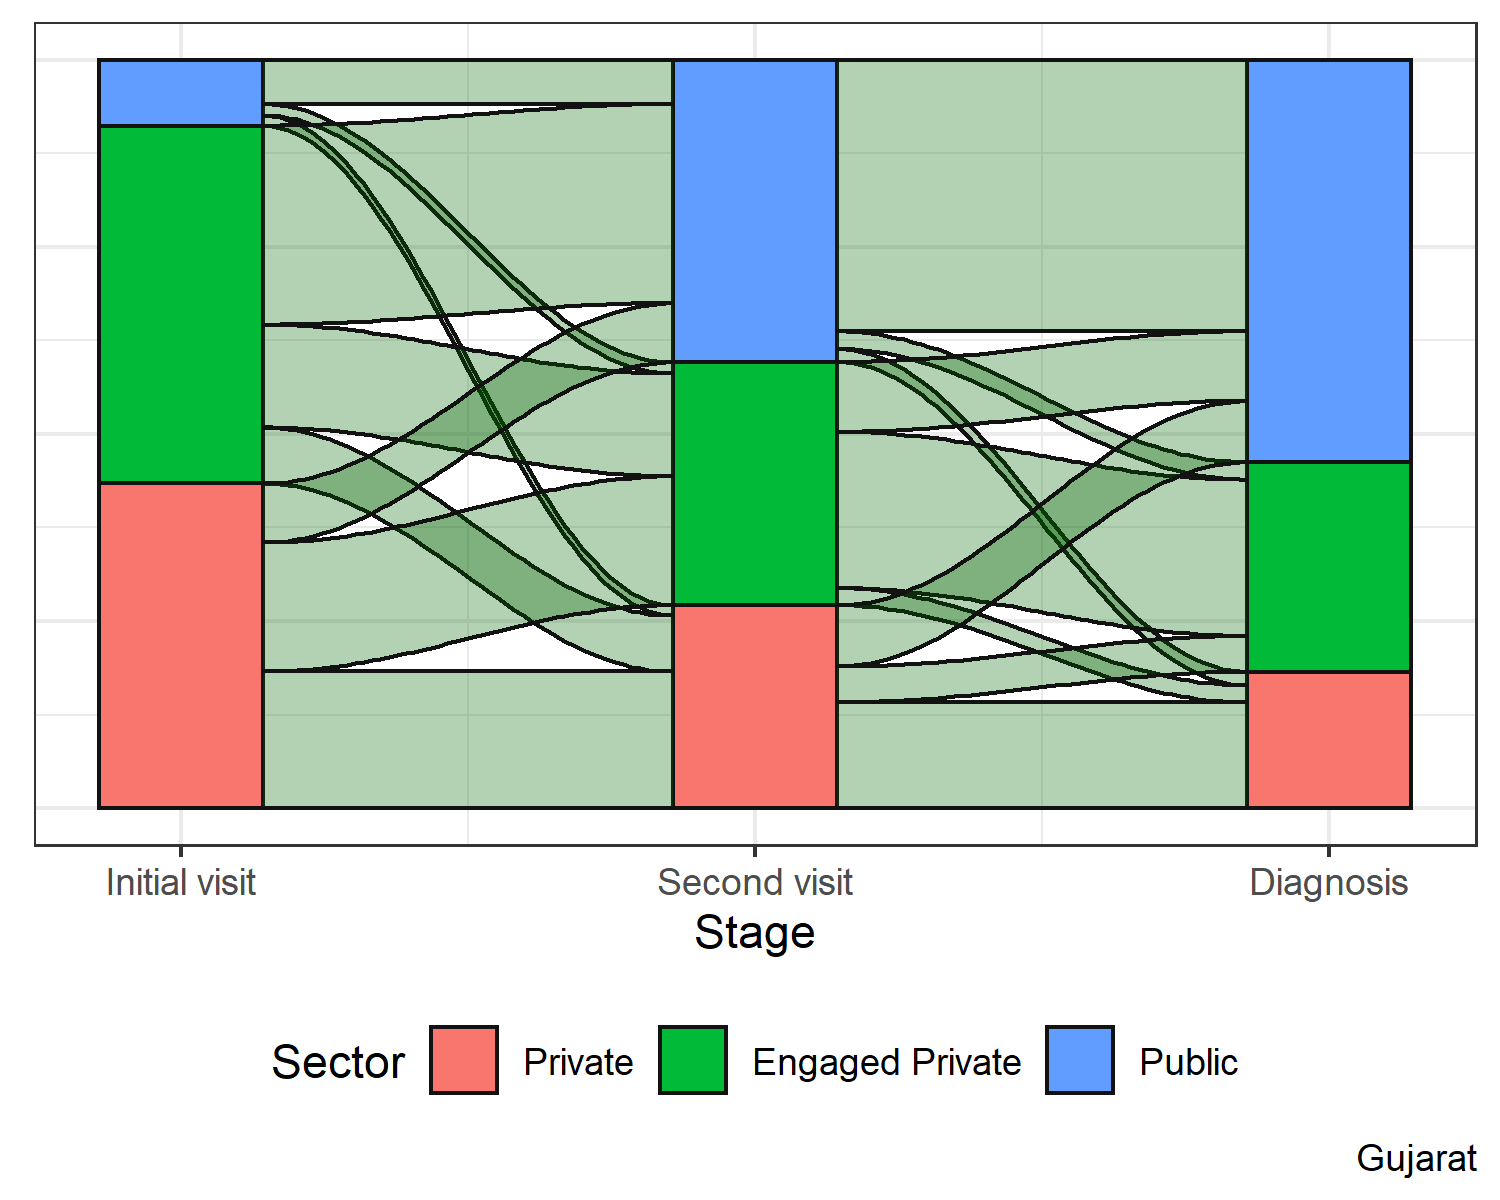 Initial visit Second visit Diagnosis
Stage
Sector Private Engaged Private Public
Gujarat